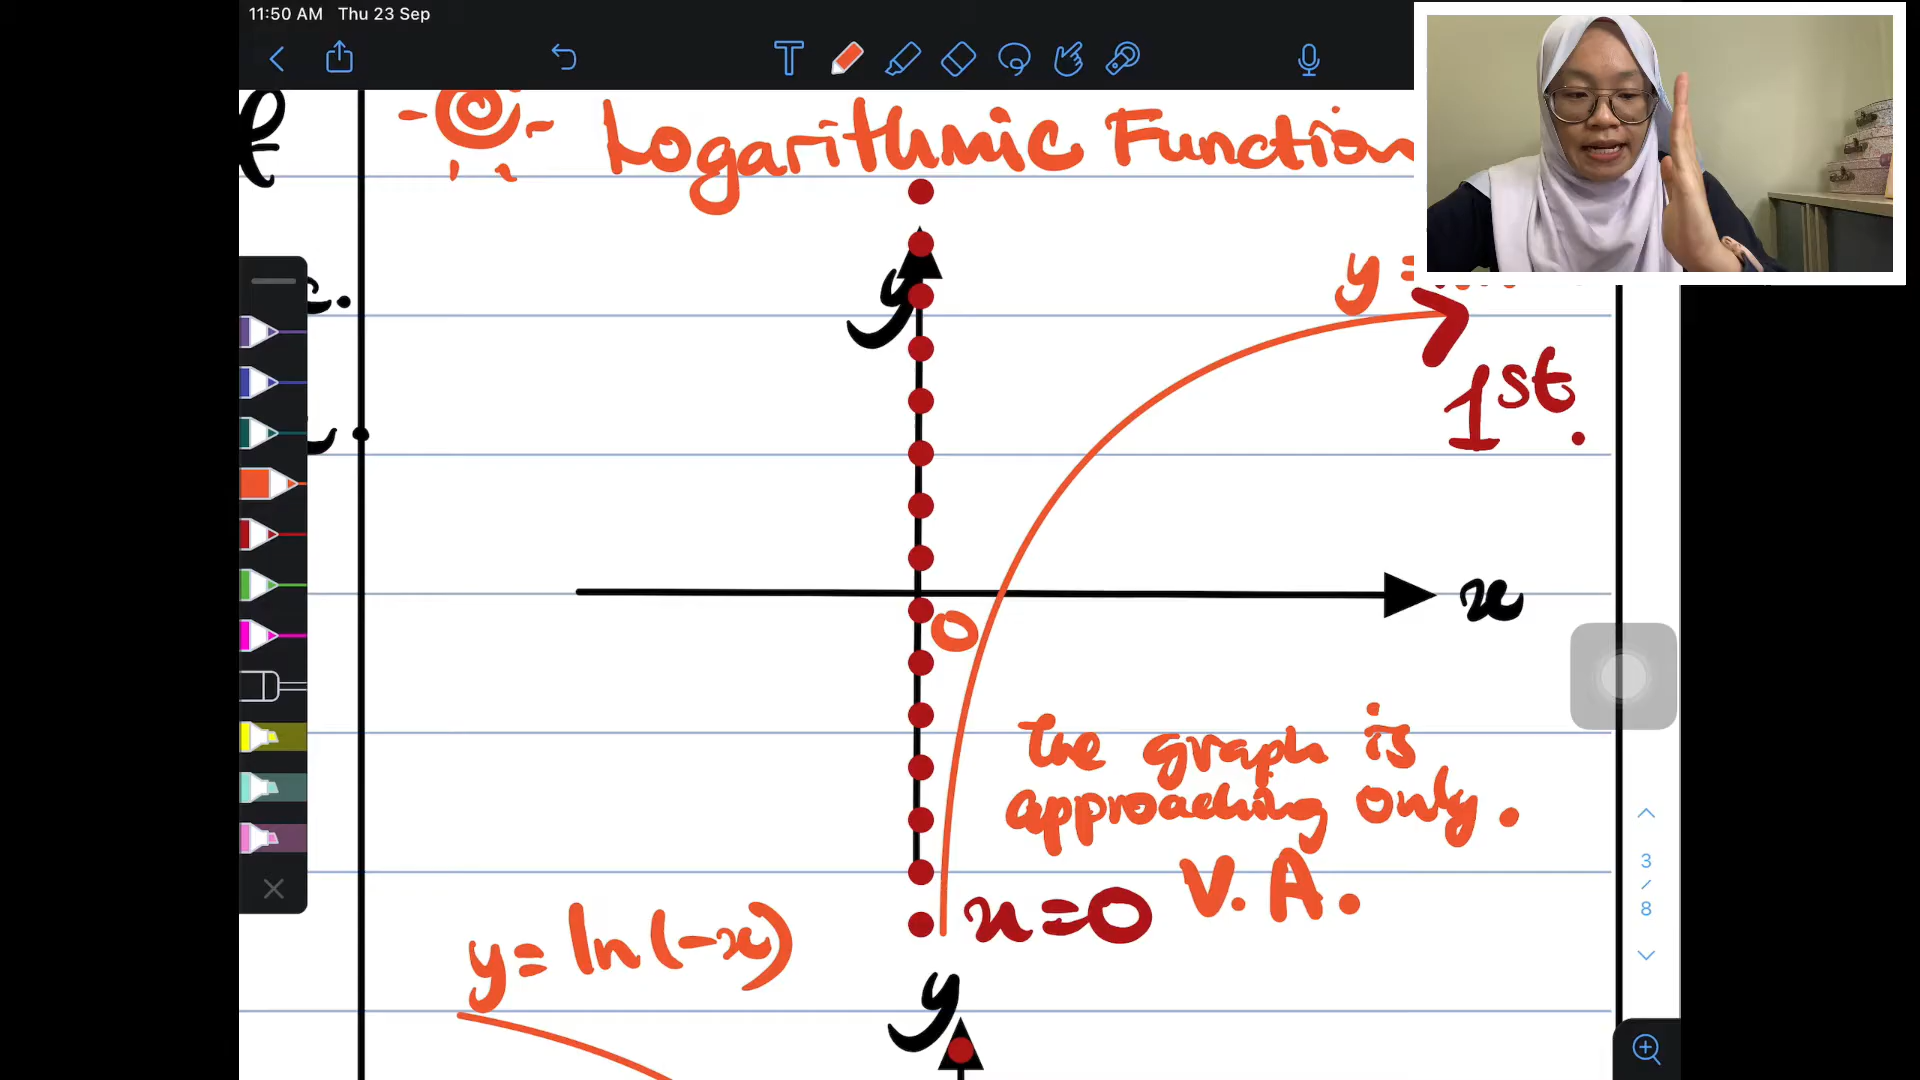 11:50 AM Thu 23 Sep
Logarithmic Function
y
y =
1st.
x
0
the graph is
approaching only.
V.A.
x=0
y= ln(-x)
y
3
/
8